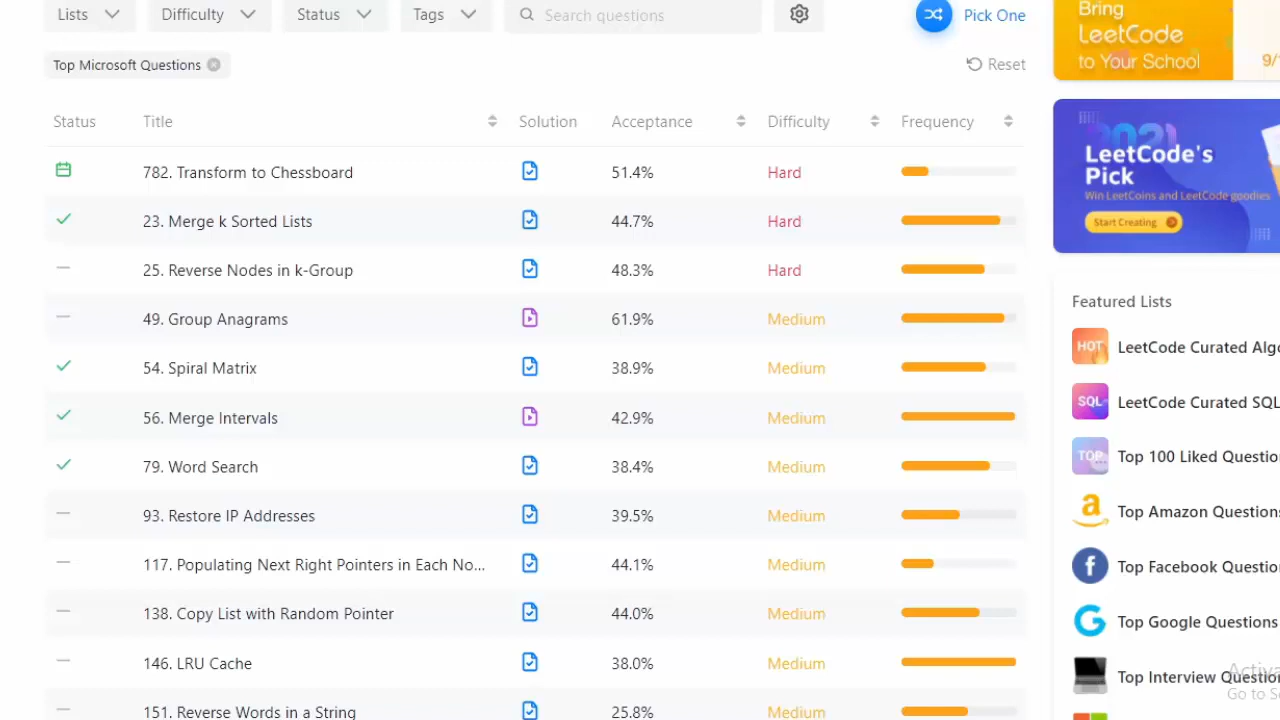 Lists Difficulty Status Tags Search questions Pick One
Top Microsoft Questions Reset
Status Title Solution Acceptance Difficulty Frequency
782. Transform to Chessboard 51.4% Hard
23. Merge k Sorted Lists 44.7% Hard
25. Reverse Nodes in k-Group 48.3% Hard
49. Group Anagrams 61.9% Medium
54. Spiral Matrix 38.9% Medium
56. Merge Intervals 42.9% Medium
79. Word Search 38.4% Medium
93. Restore IP Addresses 39.5% Medium
117. Populating Next Right Pointers in Each No... 44.1% Medium
138. Copy List with Random Pointer 44.0% Medium
146. LRU Cache 38.0% Medium
151. Reverse Words in a String 25.8% Medium
Bring
LeetCode
to Your School
9/
2021
LeetCode's
Pick
Win LeetCoins and LeetCode goodies
Start Creating
Featured Lists
HOT LeetCode Curated Algo
SQL LeetCode Curated SQL
TOP Top 100 Liked Questio
a Top Amazon Questions
f Top Facebook Questio
G Top Google Questions
Top Interview Questio
Activa
Go to Se